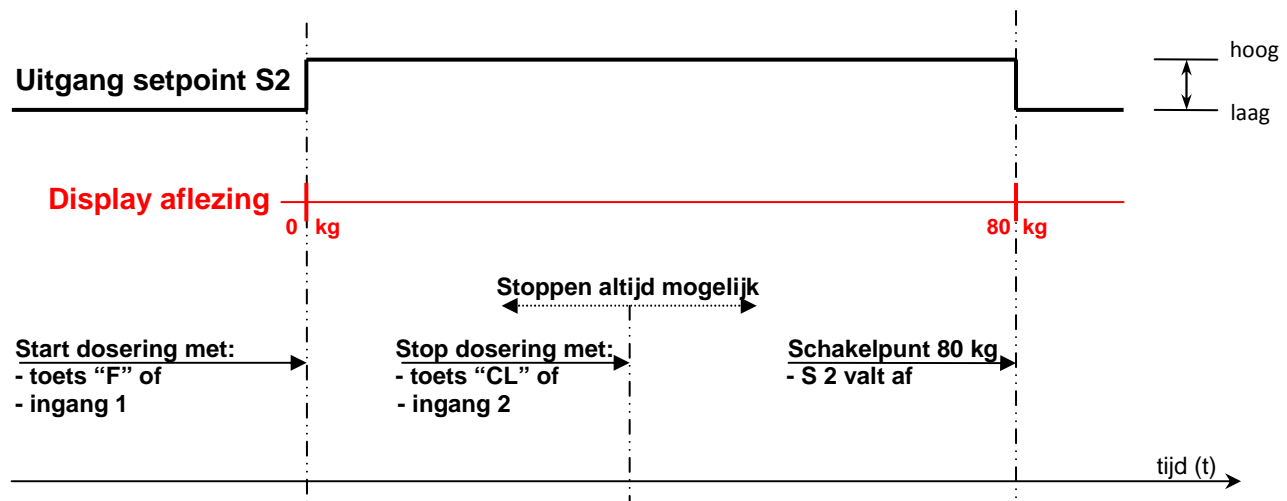 hoog
Uitgang setpoint S2
laag
Display aflezing
0 kg
80 kg
Stoppen altijd mogelijk
Start dosering met:
- toets “F” of
- ingang 1
Stop dosering met:
- toets “CL” of
- ingang 2
Schakelpunt 80 kg
- S 2 valt af
tijd (t)